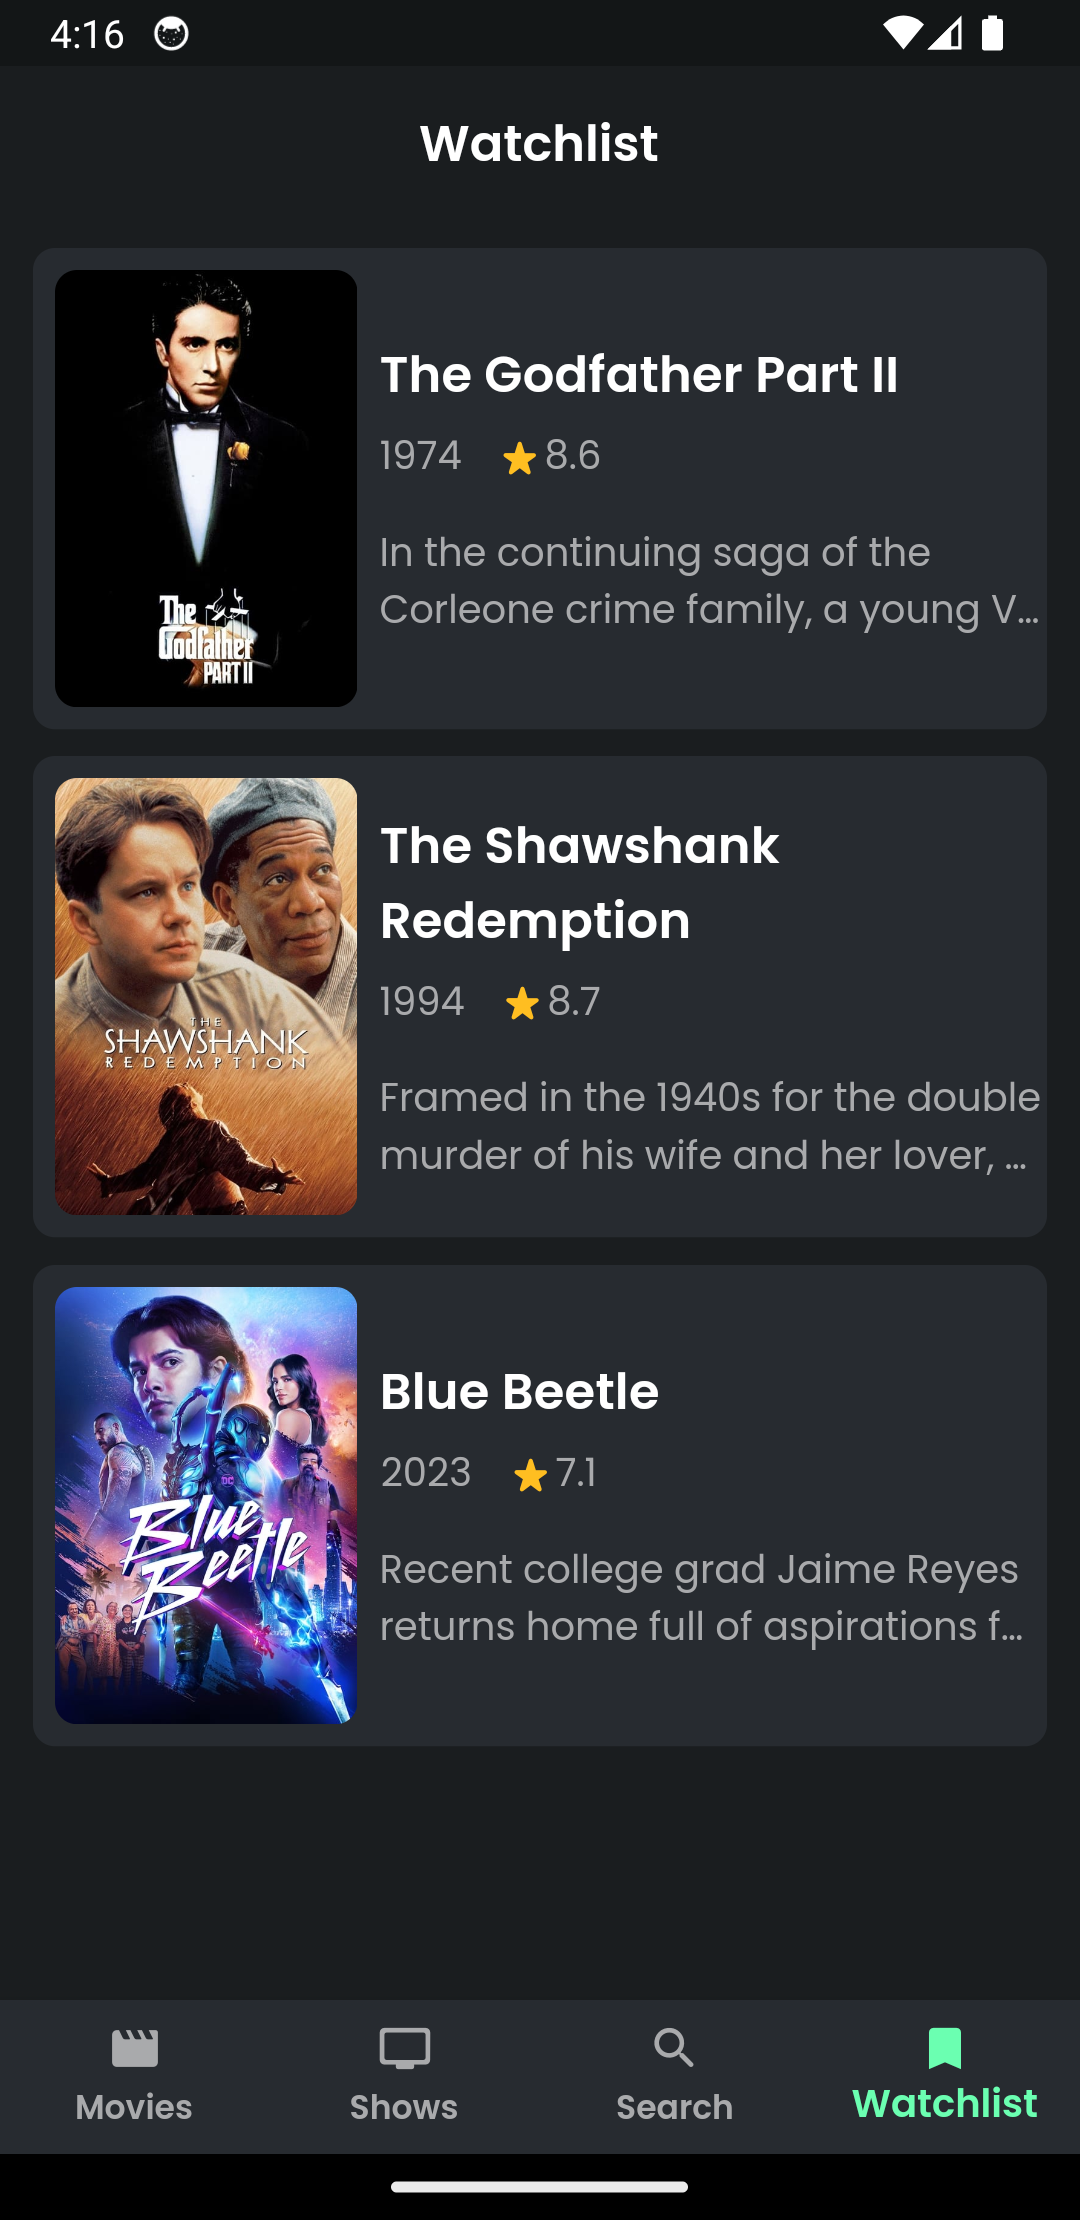 4:16
Watchlist
The
Godfather
PART II
The Godfather Part II
1974 8.6
In the continuing saga of the
Corleone crime family, a young V...
THE
SHAWSHANK
REDEMPTION
The Shawshank
Redemption
1994 8.7
Framed in the 1940s for the double
murder of his wife and her lover, ...
DC
Blue
Beetle
Blue Beetle
2023 7.1
Recent college grad Jaime Reyes
returns home full of aspirations f...
Movies Shows Search Watchlist